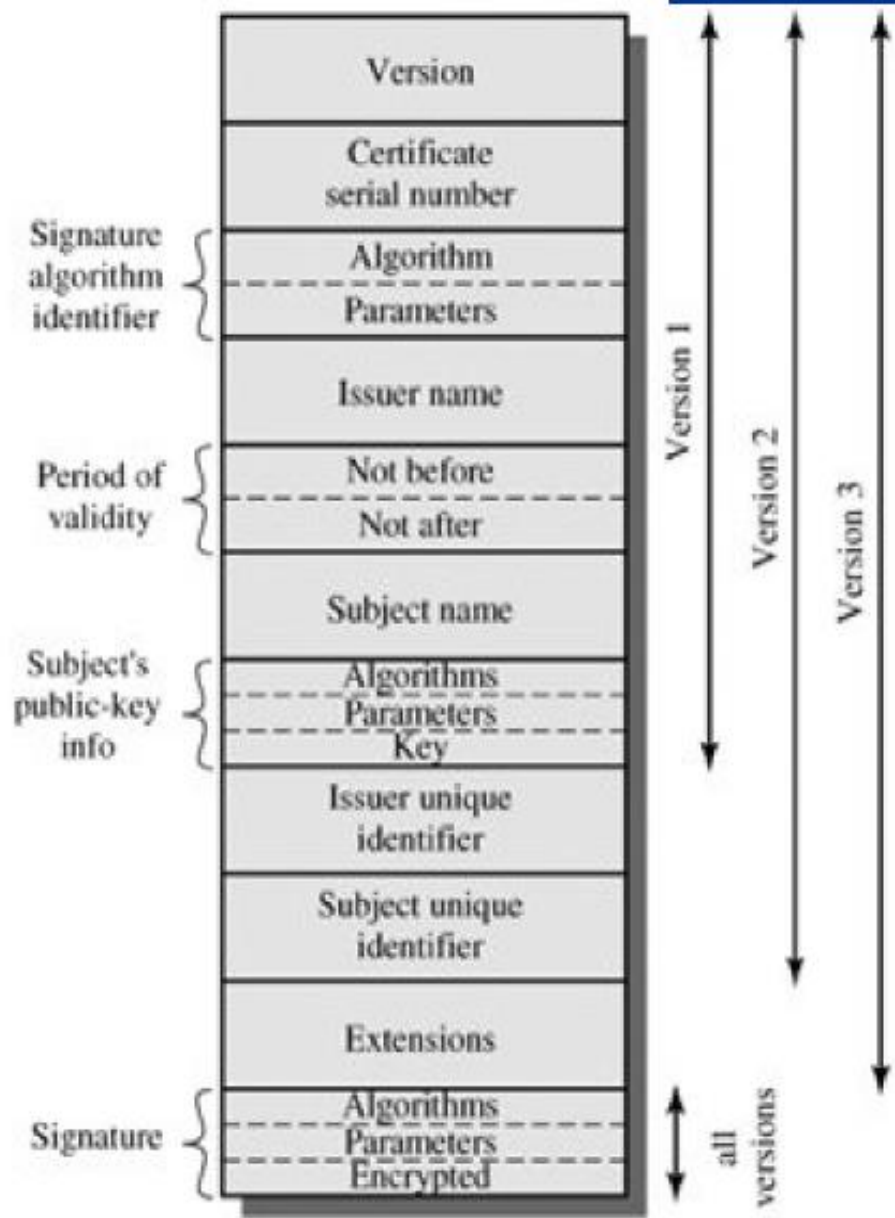 Version
Certificate
serial number
Signature
algorithm
identifier
Algorithm
Parameters
Issuer name
Period of
validity
Not before
Not after
Subject name
Subject's
public-key
info
Algorithms
Parameters
Key
Issuer unique
identifier
Subject unique
identifier
Extensions
Signature
Algorithms
Parameters
Encrypted
Version 1
Version 2
Version 3
all
versions